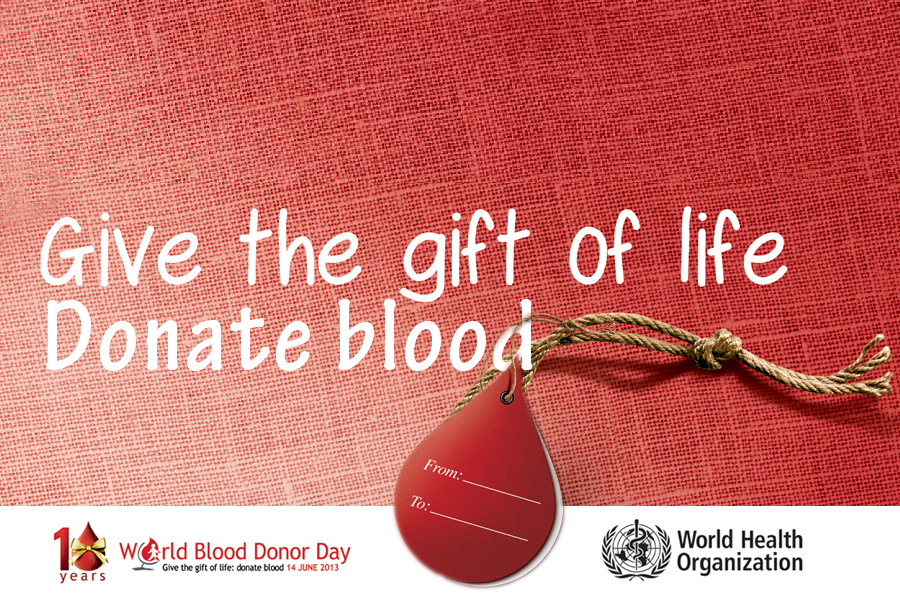 Give the gift of life
Donate blood
From:
To:
10
years
World Blood Donor Day
Give the gift of life: donate blood 14 JUNE 2013
World Health
Organization